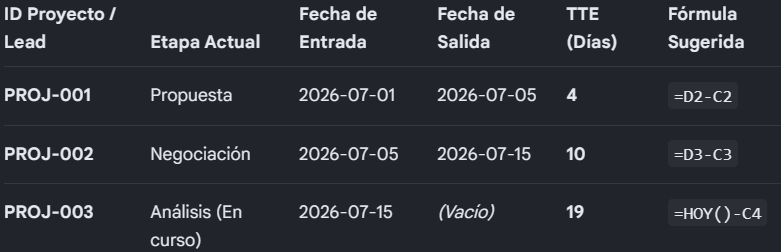 ID Proyecto / Lead Etapa Actual Fecha de Entrada Fecha de Salida TTE (Días) Fórmula Sugerida
PROJ-001 Propuesta 2026-07-01 2026-07-05 4 =D2-C2
PROJ-002 Negociación 2026-07-05 2026-07-15 10 =D3-C3
PROJ-003 Análisis (En curso) 2026-07-15 (Vacío) 19 =HOY()-C4